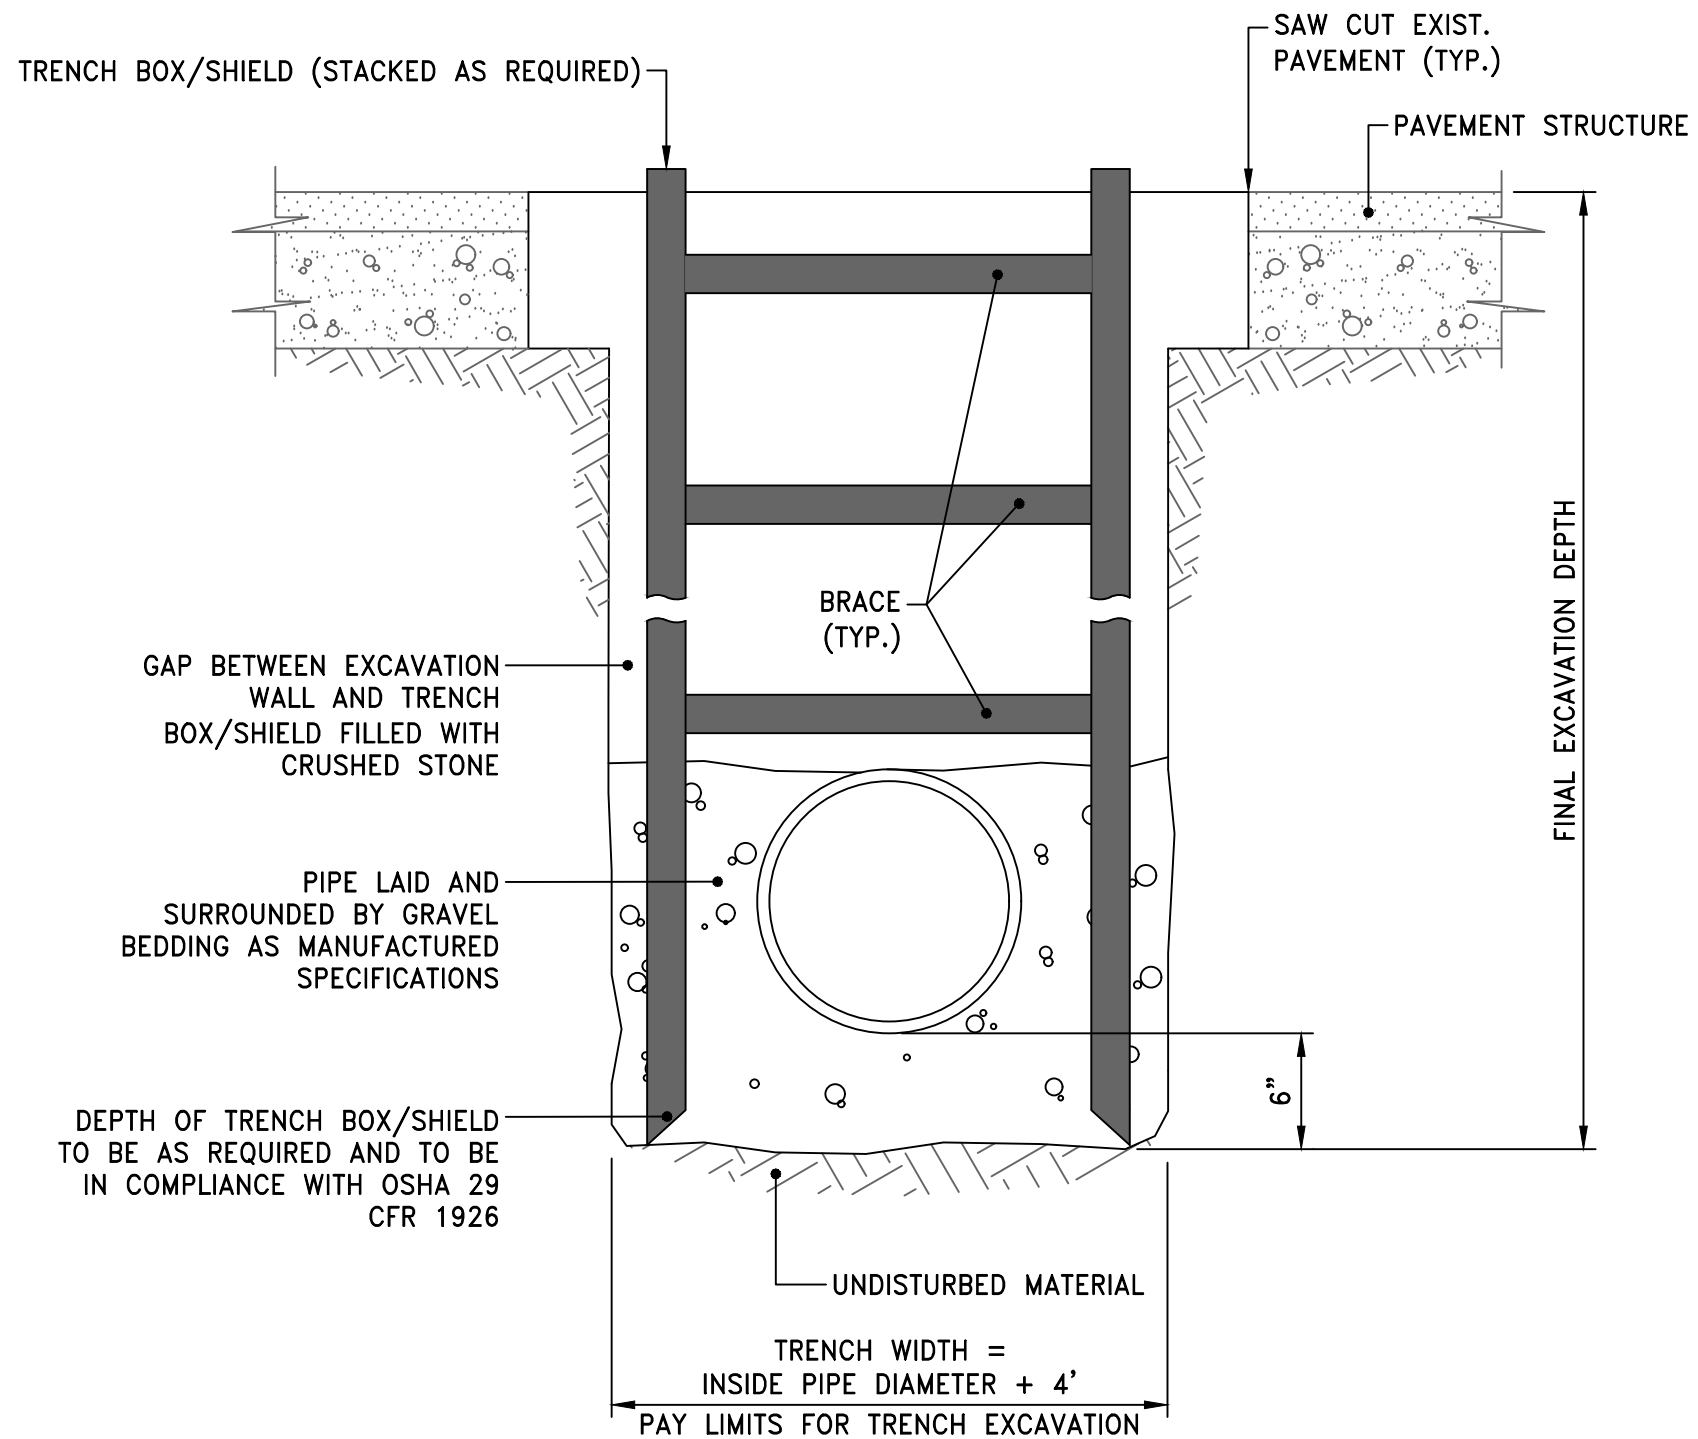 SAW CUT EXIST.
PAVEMENT (TYP.)
TRENCH BOX/SHIELD (STACKED AS REQUIRED)
PAVEMENT STRUCTURE
BRACE
(TYP.)
FINAL EXCAVATION DEPTH
GAP BETWEEN EXCAVATION
WALL AND TRENCH
BOX/SHIELD FILLED WITH
CRUSHED STONE
PIPE LAID AND
SURROUNDED BY GRAVEL
BEDDING AS MANUFACTURED
SPECIFICATIONS
6"
DEPTH OF TRENCH BOX/SHIELD
TO BE AS REQUIRED AND TO BE
IN COMPLIANCE WITH OSHA 29
CFR 1926
UNDISTURBED MATERIAL
TRENCH WIDTH =
INSIDE PIPE DIAMETER + 4'
PAY LIMITS FOR TRENCH EXCAVATION